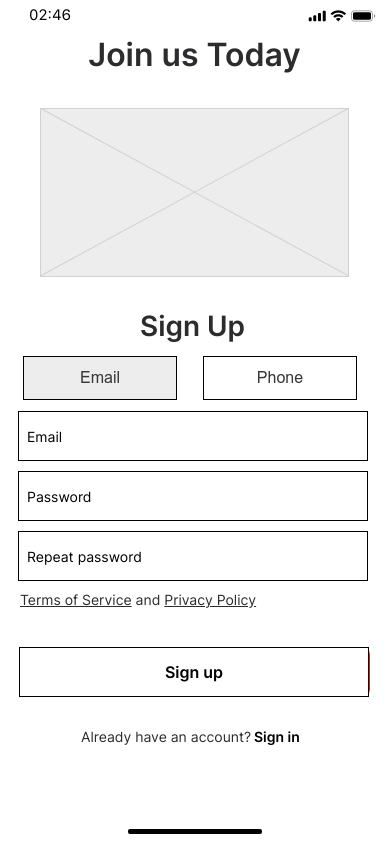 02:46
Join us Today
Sign Up
Email
Phone
Email
Password
Repeat password
Terms of Service and Privacy Policy
Sign up
Already have an account? Sign in